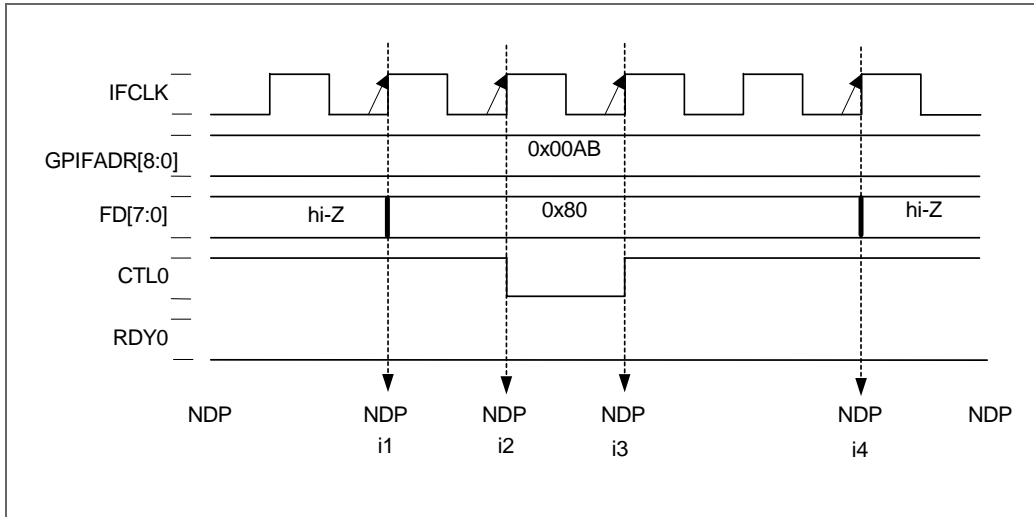 IFCLK
GPIFADR[8:0]
0x00AB
FD[7:0]
hi-Z
0x80
hi-Z
CTL0
RDY0
NDP NDP NDP NDP NDP NDP
i1 i2 i3 i4